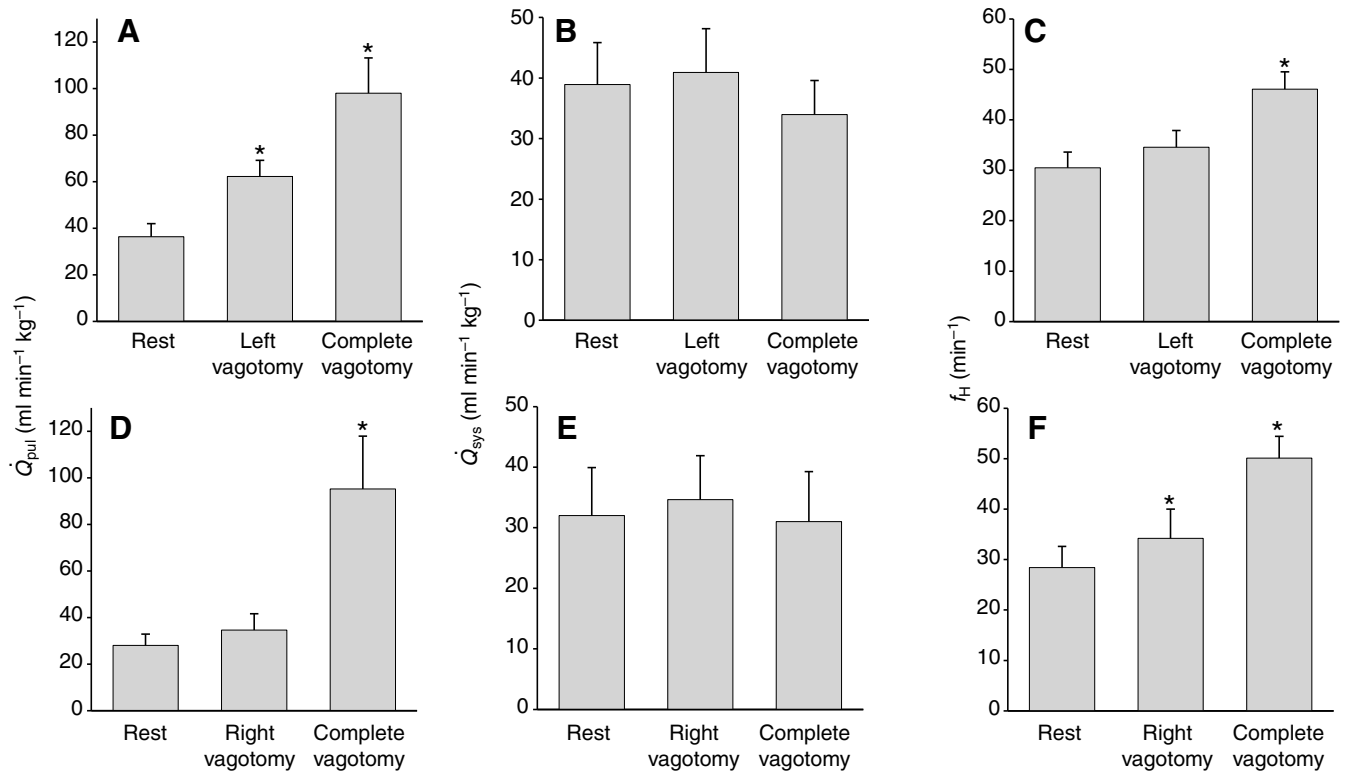 A
120
100
80
60
40
20
0
*
*
Rest
Left
vagotomy
Complete
vagotomy
B
50
40
30
20
10
0
Rest
Left
vagotomy
Complete
vagotomy
C
60
50
40
30
20
10
0
*
Rest
Left
vagotomy
Complete
vagotomy
Q̇pul (ml min⁻¹ kg⁻¹)
Q̇sys (ml min⁻¹ kg⁻¹)
fH (min⁻¹)
D
120
100
80
60
40
20
0
*
Rest
Right
vagotomy
Complete
vagotomy
E
50
40
30
20
10
0
Rest
Right
vagotomy
Complete
vagotomy
F
60
50
40
30
20
10
0
*
*
Rest
Right
vagotomy
Complete
vagotomy